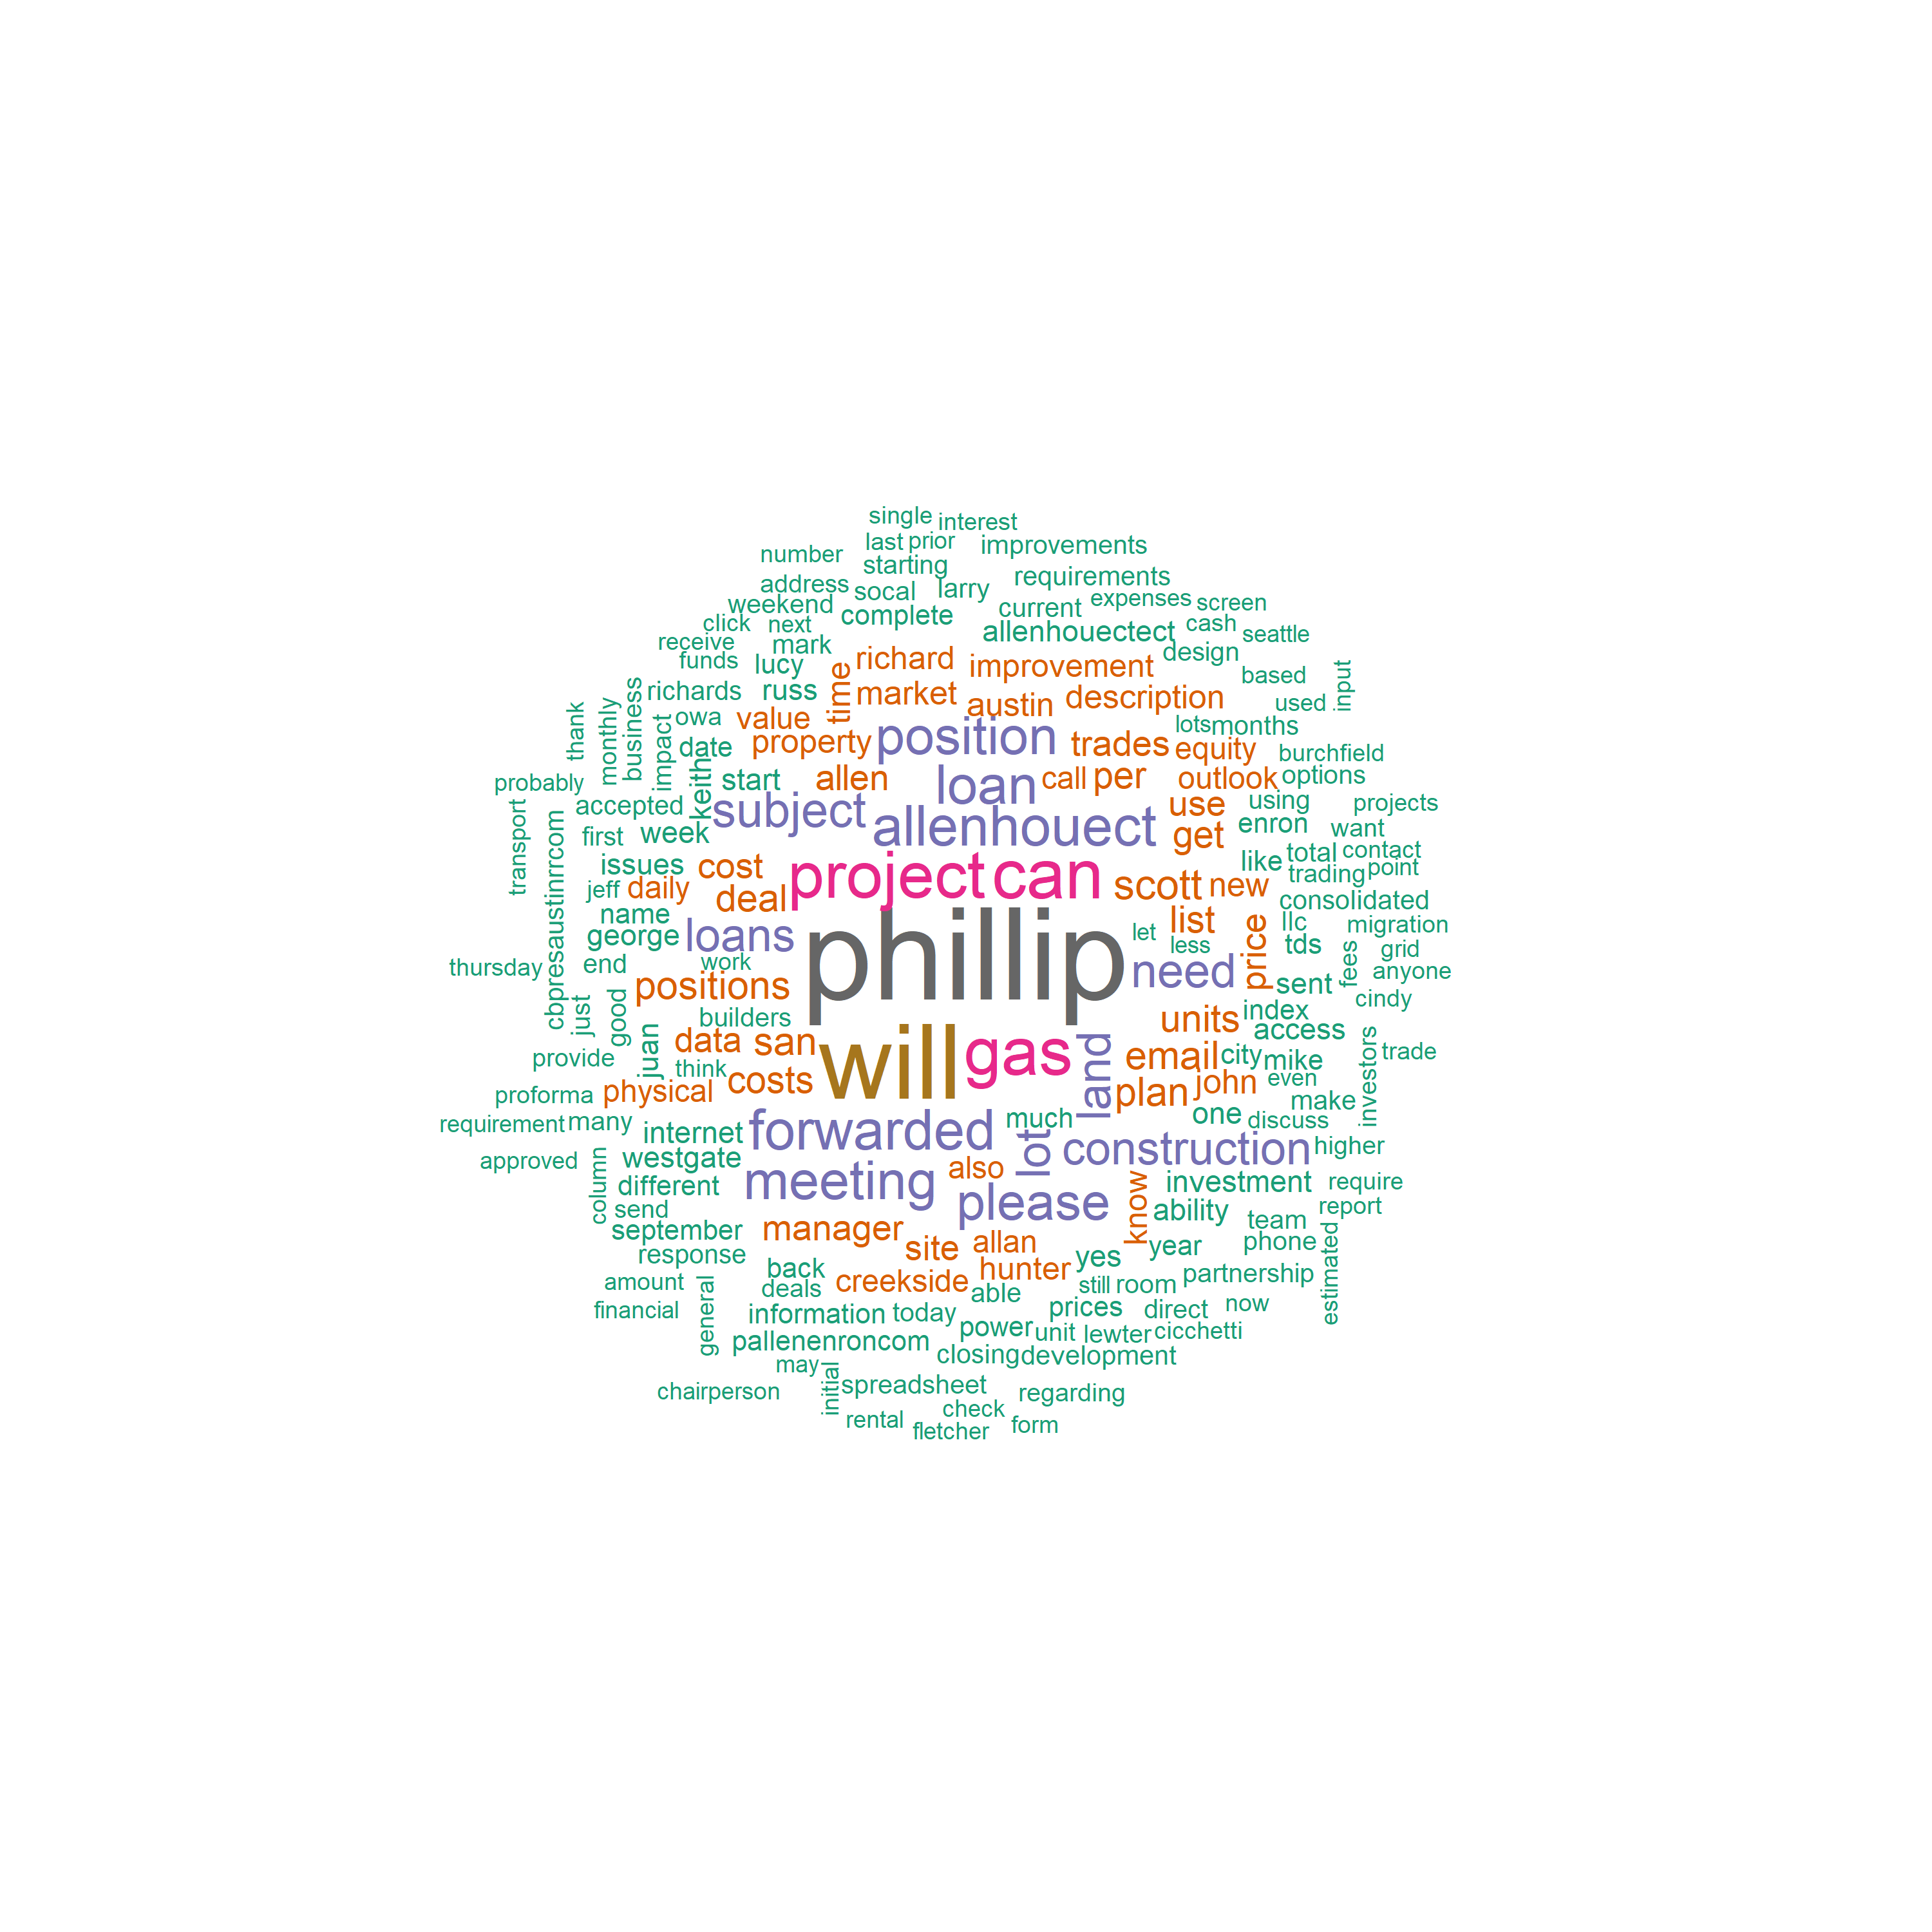 single interest
last prior improvements
number starting
address socal larry requirements
weekend complete current expenses screen
click next allenhouectect cash seattle
receive mark design
funds lucy richard improvement based input
richards russ time market austin description used
thank monthly business impact owa value position lots months
date property trades equity burchfield
probably keith start allen loan call per outlook options
transport accepted subject allenhouect use using projects
first week get enron want
cbpresaustinrrcom issues cost project can like total contact
jeff daily deal scott new trading point
name phillip list price consolidated
george loans let llc migration
thursday end work need less tds fees grid
just good positions sent anyone
builders units index cindy
juan data san will gas land email city access
provide think mike investors trade
proforma physical costs plan john even make
requirement many much one discuss
internet forwarded lot construction higher
approved westgate meeting also
column different please know investment require
send ability report
september manager allan team
response site yes year phone estimated
amount back creekside hunter still room partnership
general deals able
financial information today prices direct now
pallenenroncom power unit lewter cicchetti
may closing development
chairperson initial spreadsheet regarding
rental check form
fletcher